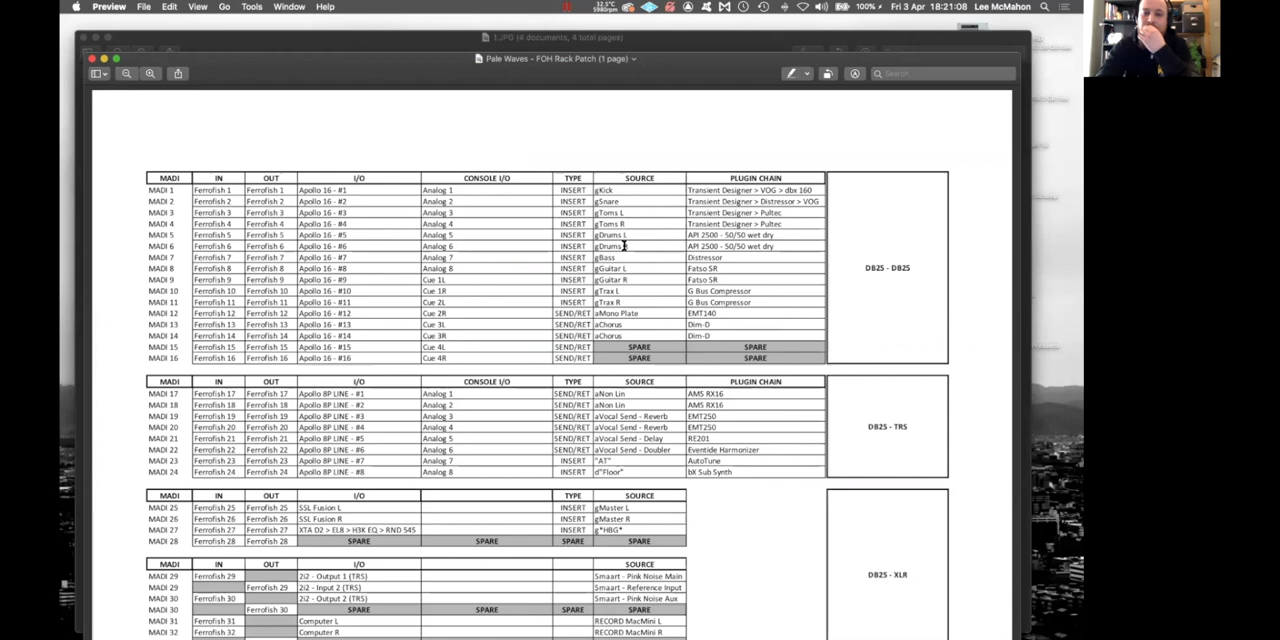 Preview File Edit View Go Tools Window Help 32.5°C 5980rpm 100% Fri 3 Apr 18:21:08 Lee McMahon
1.JPG (4 documents, 4 total pages)
Pale Waves - FOH Rack Patch (1 page)
Search
MADI IN OUT I/O CONSOLE I/O TYPE SOURCE PLUGIN CHAIN
MADI 1 Ferrofish 1 Ferrofish 1 Apollo 16 - #1 Analog 1 INSERT gKick Transient Designer > VOG > dbx 160
MADI 2 Ferrofish 2 Ferrofish 2 Apollo 16 - #2 Analog 2 INSERT gSnare Transient Designer > Distressor > VOG
MADI 3 Ferrofish 3 Ferrofish 3 Apollo 16 - #3 Analog 3 INSERT gToms L Transient Designer > Pultec
MADI 4 Ferrofish 4 Ferrofish 4 Apollo 16 - #4 Analog 4 INSERT gToms R Transient Designer > Pultec
MADI 5 Ferrofish 5 Ferrofish 5 Apollo 16 - #5 Analog 5 INSERT gDrums L API 2500 - 50/50 wet dry
MADI 6 Ferrofish 6 Ferrofish 6 Apollo 16 - #6 Analog 6 INSERT gDrums API 2500 - 50/50 wet dry
MADI 7 Ferrofish 7 Ferrofish 7 Apollo 16 - #7 Analog 7 INSERT gBass Distressor
MADI 8 Ferrofish 8 Ferrofish 8 Apollo 16 - #8 Analog 8 INSERT gGuitar L Fatso SR
MADI 9 Ferrofish 9 Ferrofish 9 Apollo 16 - #9 Cue 1L INSERT gGuitar R Fatso SR
MADI 10 Ferrofish 10 Ferrofish 10 Apollo 16 - #10 Cue 1R INSERT gTrax L G Bus Compressor
MADI 11 Ferrofish 11 Ferrofish 11 Apollo 16 - #11 Cue 2L INSERT gTrax R G Bus Compressor
MADI 12 Ferrofish 12 Ferrofish 12 Apollo 16 - #12 Cue 2R SEND/RET aMono Plate EMT140
MADI 13 Ferrofish 13 Ferrofish 13 Apollo 16 - #13 Cue 3L SEND/RET aChorus Dim-D
MADI 14 Ferrofish 14 Ferrofish 14 Apollo 16 - #14 Cue 3R SEND/RET aChorus Dim-D
MADI 15 Ferrofish 15 Ferrofish 15 Apollo 16 - #15 Cue 4L SEND/RET SPARE SPARE
MADI 16 Ferrofish 16 Ferrofish 16 Apollo 16 - #16 Cue 4R SEND/RET SPARE SPARE
DB25 - DB25
MADI IN OUT I/O CONSOLE I/O TYPE SOURCE PLUGIN CHAIN
MADI 17 Ferrofish 17 Ferrofish 17 Apollo 8P LINE - #1 Analog 1 SEND/RET aNon Lin AMS RX16
MADI 18 Ferrofish 18 Ferrofish 18 Apollo 8P LINE - #2 Analog 2 SEND/RET aNon Lin AMS RX16
MADI 19 Ferrofish 19 Ferrofish 19 Apollo 8P LINE - #3 Analog 3 SEND/RET aVocal Send - Reverb EMT250
MADI 20 Ferrofish 20 Ferrofish 20 Apollo 8P LINE - #4 Analog 4 SEND/RET aVocal Send - Reverb EMT250
MADI 21 Ferrofish 21 Ferrofish 21 Apollo 8P LINE - #5 Analog 5 SEND/RET aVocal Send - Delay RE201
MADI 22 Ferrofish 22 Ferrofish 22 Apollo 8P LINE - #6 Analog 6 SEND/RET aVocal Send - Doubler Eventide Harmonizer
MADI 23 Ferrofish 23 Ferrofish 23 Apollo 8P LINE - #7 Analog 7 INSERT "AT" AutoTune
MADI 24 Ferrofish 24 Ferrofish 24 Apollo 8P LINE - #8 Analog 8 INSERT d"Floor" bX Sub Synth
DB25 - TRS
MADI IN OUT I/O TYPE SOURCE
MADI 25 Ferrofish 25 Ferrofish 25 SSL Fusion L INSERT gMaster L
MADI 26 Ferrofish 26 Ferrofish 26 SSL Fusion R INSERT gMaster R
MADI 27 Ferrofish 27 Ferrofish 27 XTA D2 > EL8 > H3K EQ > RND 545 INSERT g*HBG*
MADI 28 Ferrofish 28 Ferrofish 28 SPARE SPARE SPARE SPARE
MADI IN OUT I/O CONSOLE I/O TYPE SOURCE
MADI 29 Ferrofish 29 2i2 - Output 1 (TRS) Smaart - Pink Noise Main
MADI 29 Ferrofish 29 2i2 - Input 2 (TRS) Smaart - Reference Input
MADI 30 Ferrofish 30 2i2 - Output 2 (TRS) Smaart - Pink Noise Aux
MADI 30 Ferrofish 30 SPARE SPARE SPARE SPARE
MADI 31 Ferrofish 31 Computer L RECORD MacMini L
MADI 32 Ferrofish 32 Computer R RECORD MacMini R
DB25 - XLR